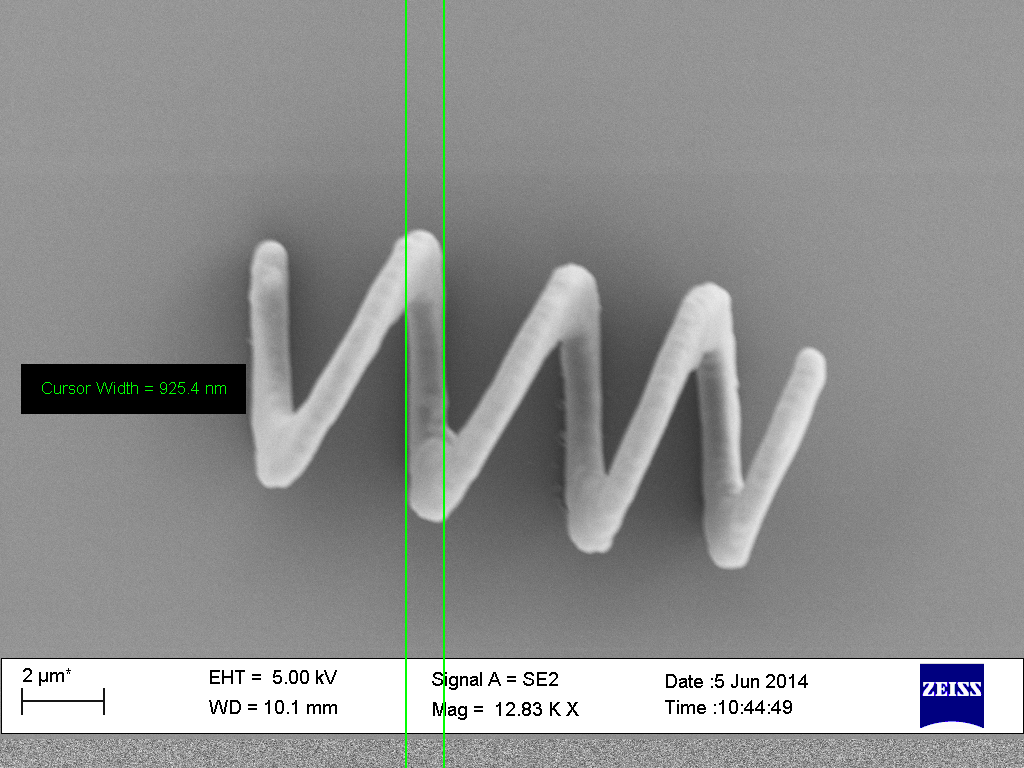 Cursor Width = 925.4 nm
2 µm*
EHT = 5.00 kV
Signal A = SE2
Date :5 Jun 2014
WD = 10.1 mm
Mag = 12.83 K X
Time :10:44:49
ZEISS